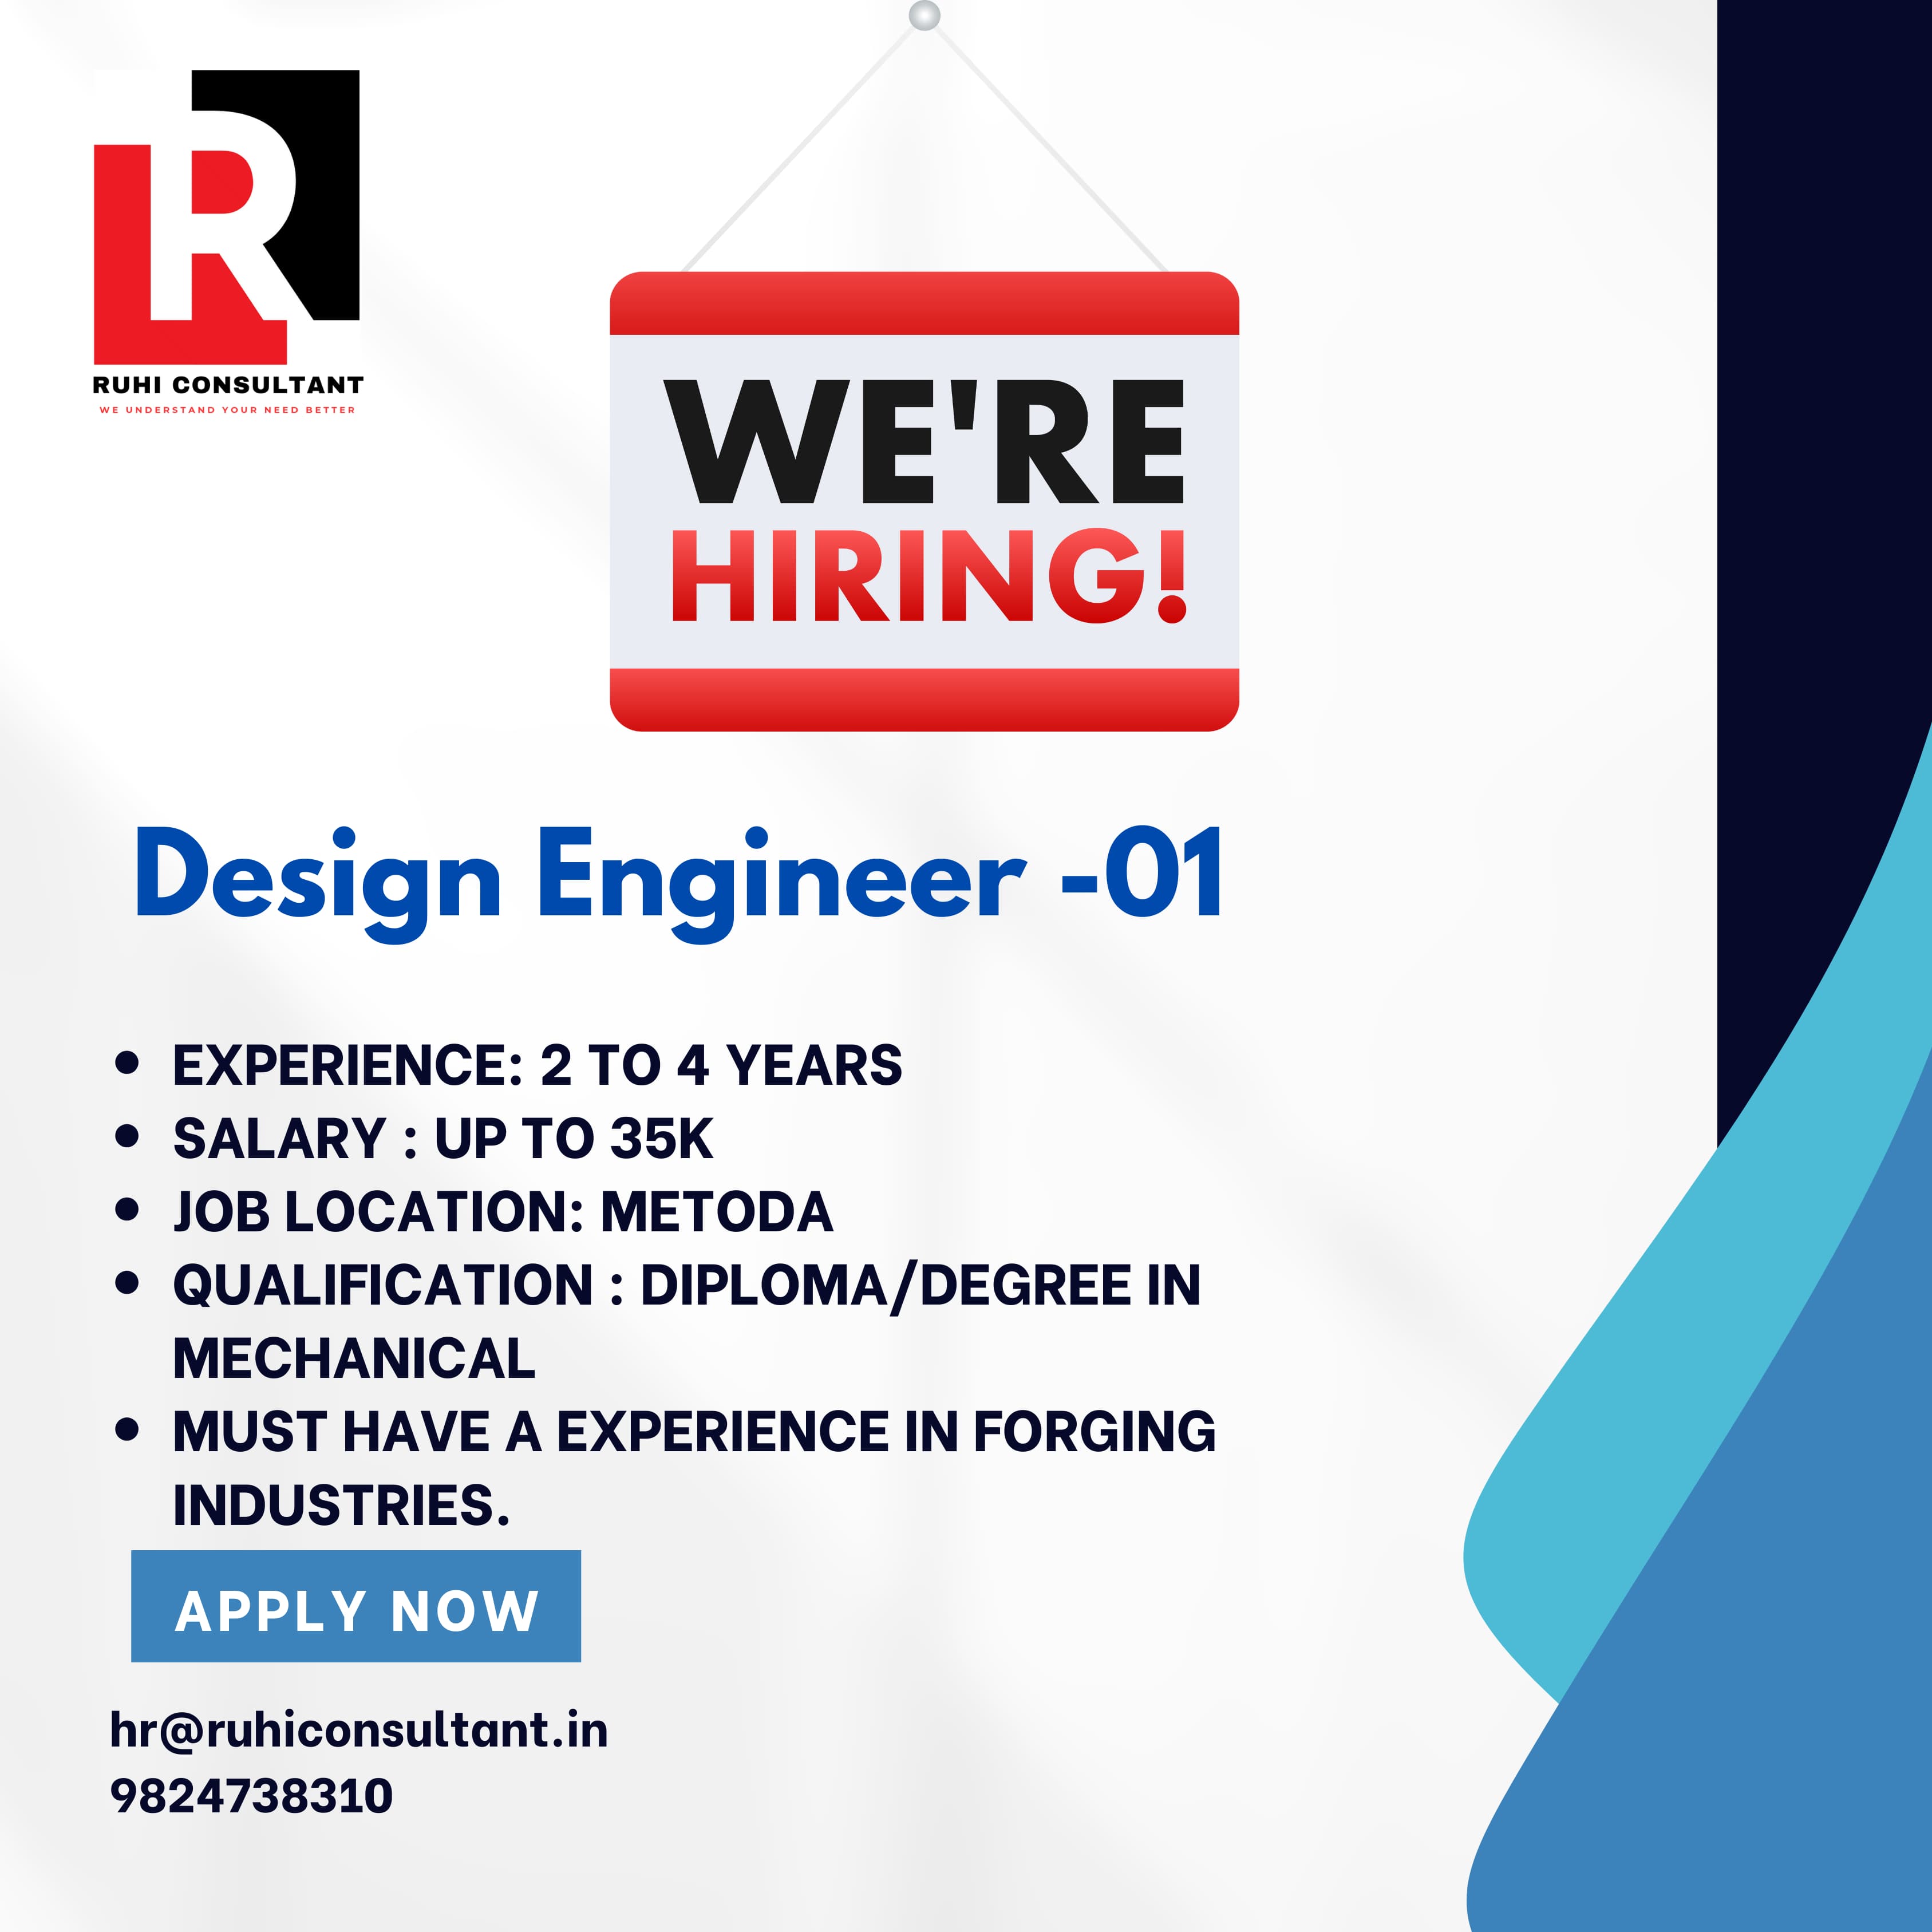 RUHI CONSULTANT
WE UNDERSTAND YOUR NEED BETTER
WE'RE
HIRING!
Design Engineer -01
• EXPERIENCE: 2 TO 4 YEARS
• SALARY : UP TO 35K
• JOB LOCATION: METODA
• QUALIFICATION : DIPLOMA/DEGREE IN
MECHANICAL
• MUST HAVE A EXPERIENCE IN FORGING
INDUSTRIES.
APPLY NOW
hr@ruhiconsultant.in
9824738310